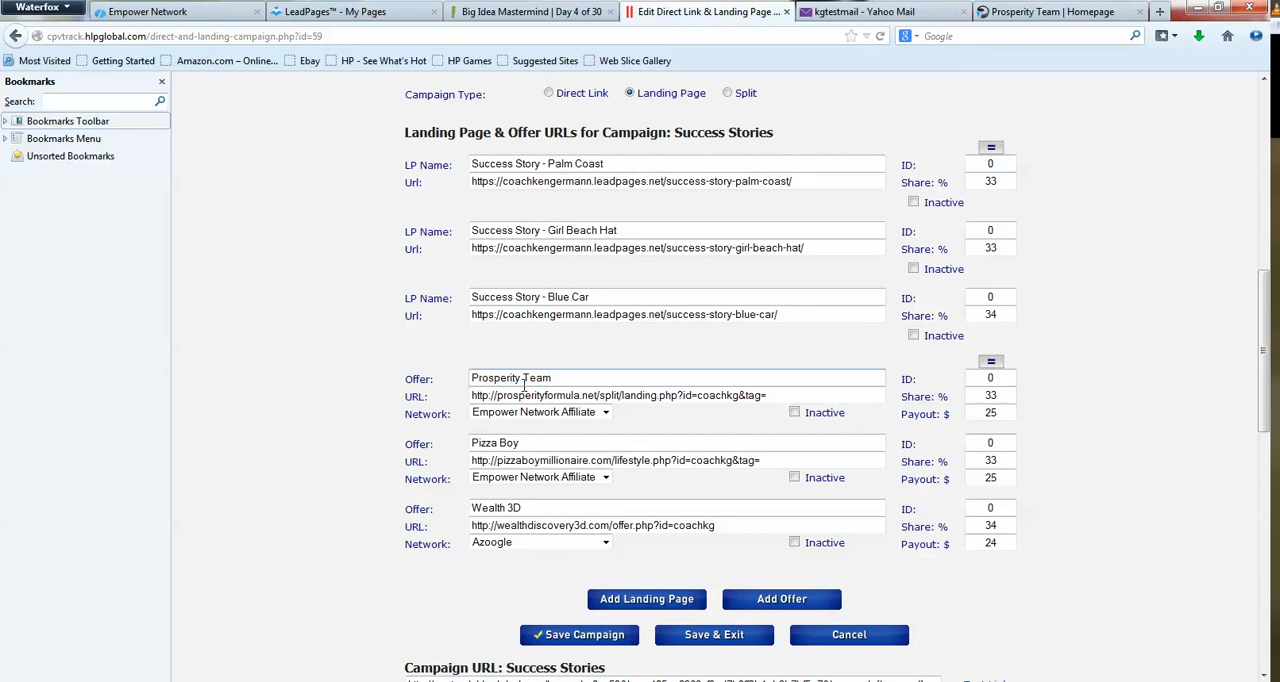 Waterfox
Empower Network
LeadPages™ - My Pages
Big Idea Mastermind | Day 4 of 30
Edit Direct Link & Landing Page ...
kgtestmail - Yahoo Mail
Prosperity Team | Homepage
cpvtrack.hlpglobal.com/direct-and-landing-campaign.php?id=59
Google
Most Visited Getting Started Amazon.com – Online... Ebay HP - See What's Hot HP Games Suggested Sites Web Slice Gallery
Bookmarks
Search:
Bookmarks Toolbar
Bookmarks Menu
Unsorted Bookmarks
Campaign Type: Direct Link Landing Page Split
Landing Page & Offer URLs for Campaign: Success Stories
=
LP Name: Success Story - Palm Coast ID: 0
Url: https://coachkengermann.leadpages.net/success-story-palm-coast/ Share: % 33
Inactive
LP Name: Success Story - Girl Beach Hat ID: 0
Url: https://coachkengermann.leadpages.net/success-story-girl-beach-hat/ Share: % 33
Inactive
LP Name: Success Story - Blue Car ID: 0
Url: https://coachkengermann.leadpages.net/success-story-blue-car/ Share: % 34
Inactive
=
Offer: Prosperity Team ID: 0
URL: http://prosperityformula.net/split/landing.php?id=coachkg&tag= Share: % 33
Network: Empower Network Affiliate Inactive Payout: $ 25
Offer: Pizza Boy ID: 0
URL: http://pizzaboymillionaire.com/lifestyle.php?id=coachkg&tag= Share: % 33
Network: Empower Network Affiliate Inactive Payout: $ 25
Offer: Wealth 3D ID: 0
URL: http://wealthdiscovery3d.com/offer.php?id=coachkg Share: % 34
Network: Azoogle Inactive Payout: $ 24
Add Landing Page Add Offer
Save Campaign Save & Exit Cancel
Campaign URL: Success Stories